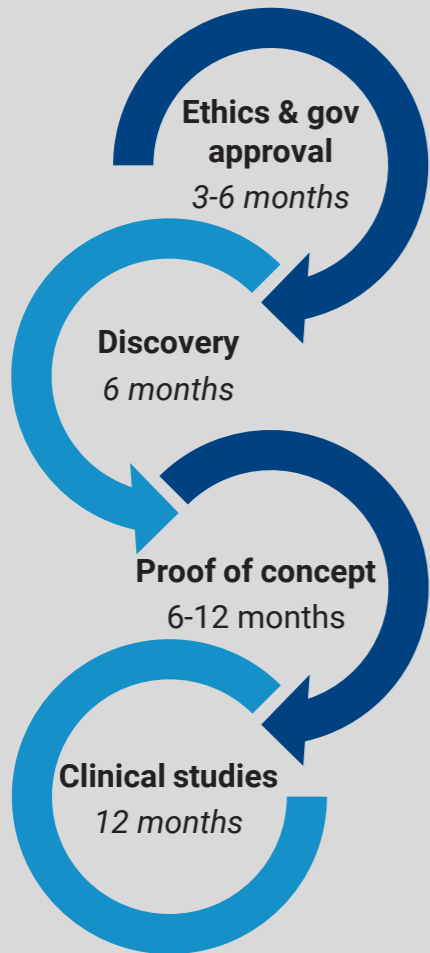 Ethics & gov
approval
3-6 months
Discovery
6 months
Proof of concept
6-12 months
Clinical studies
12 months